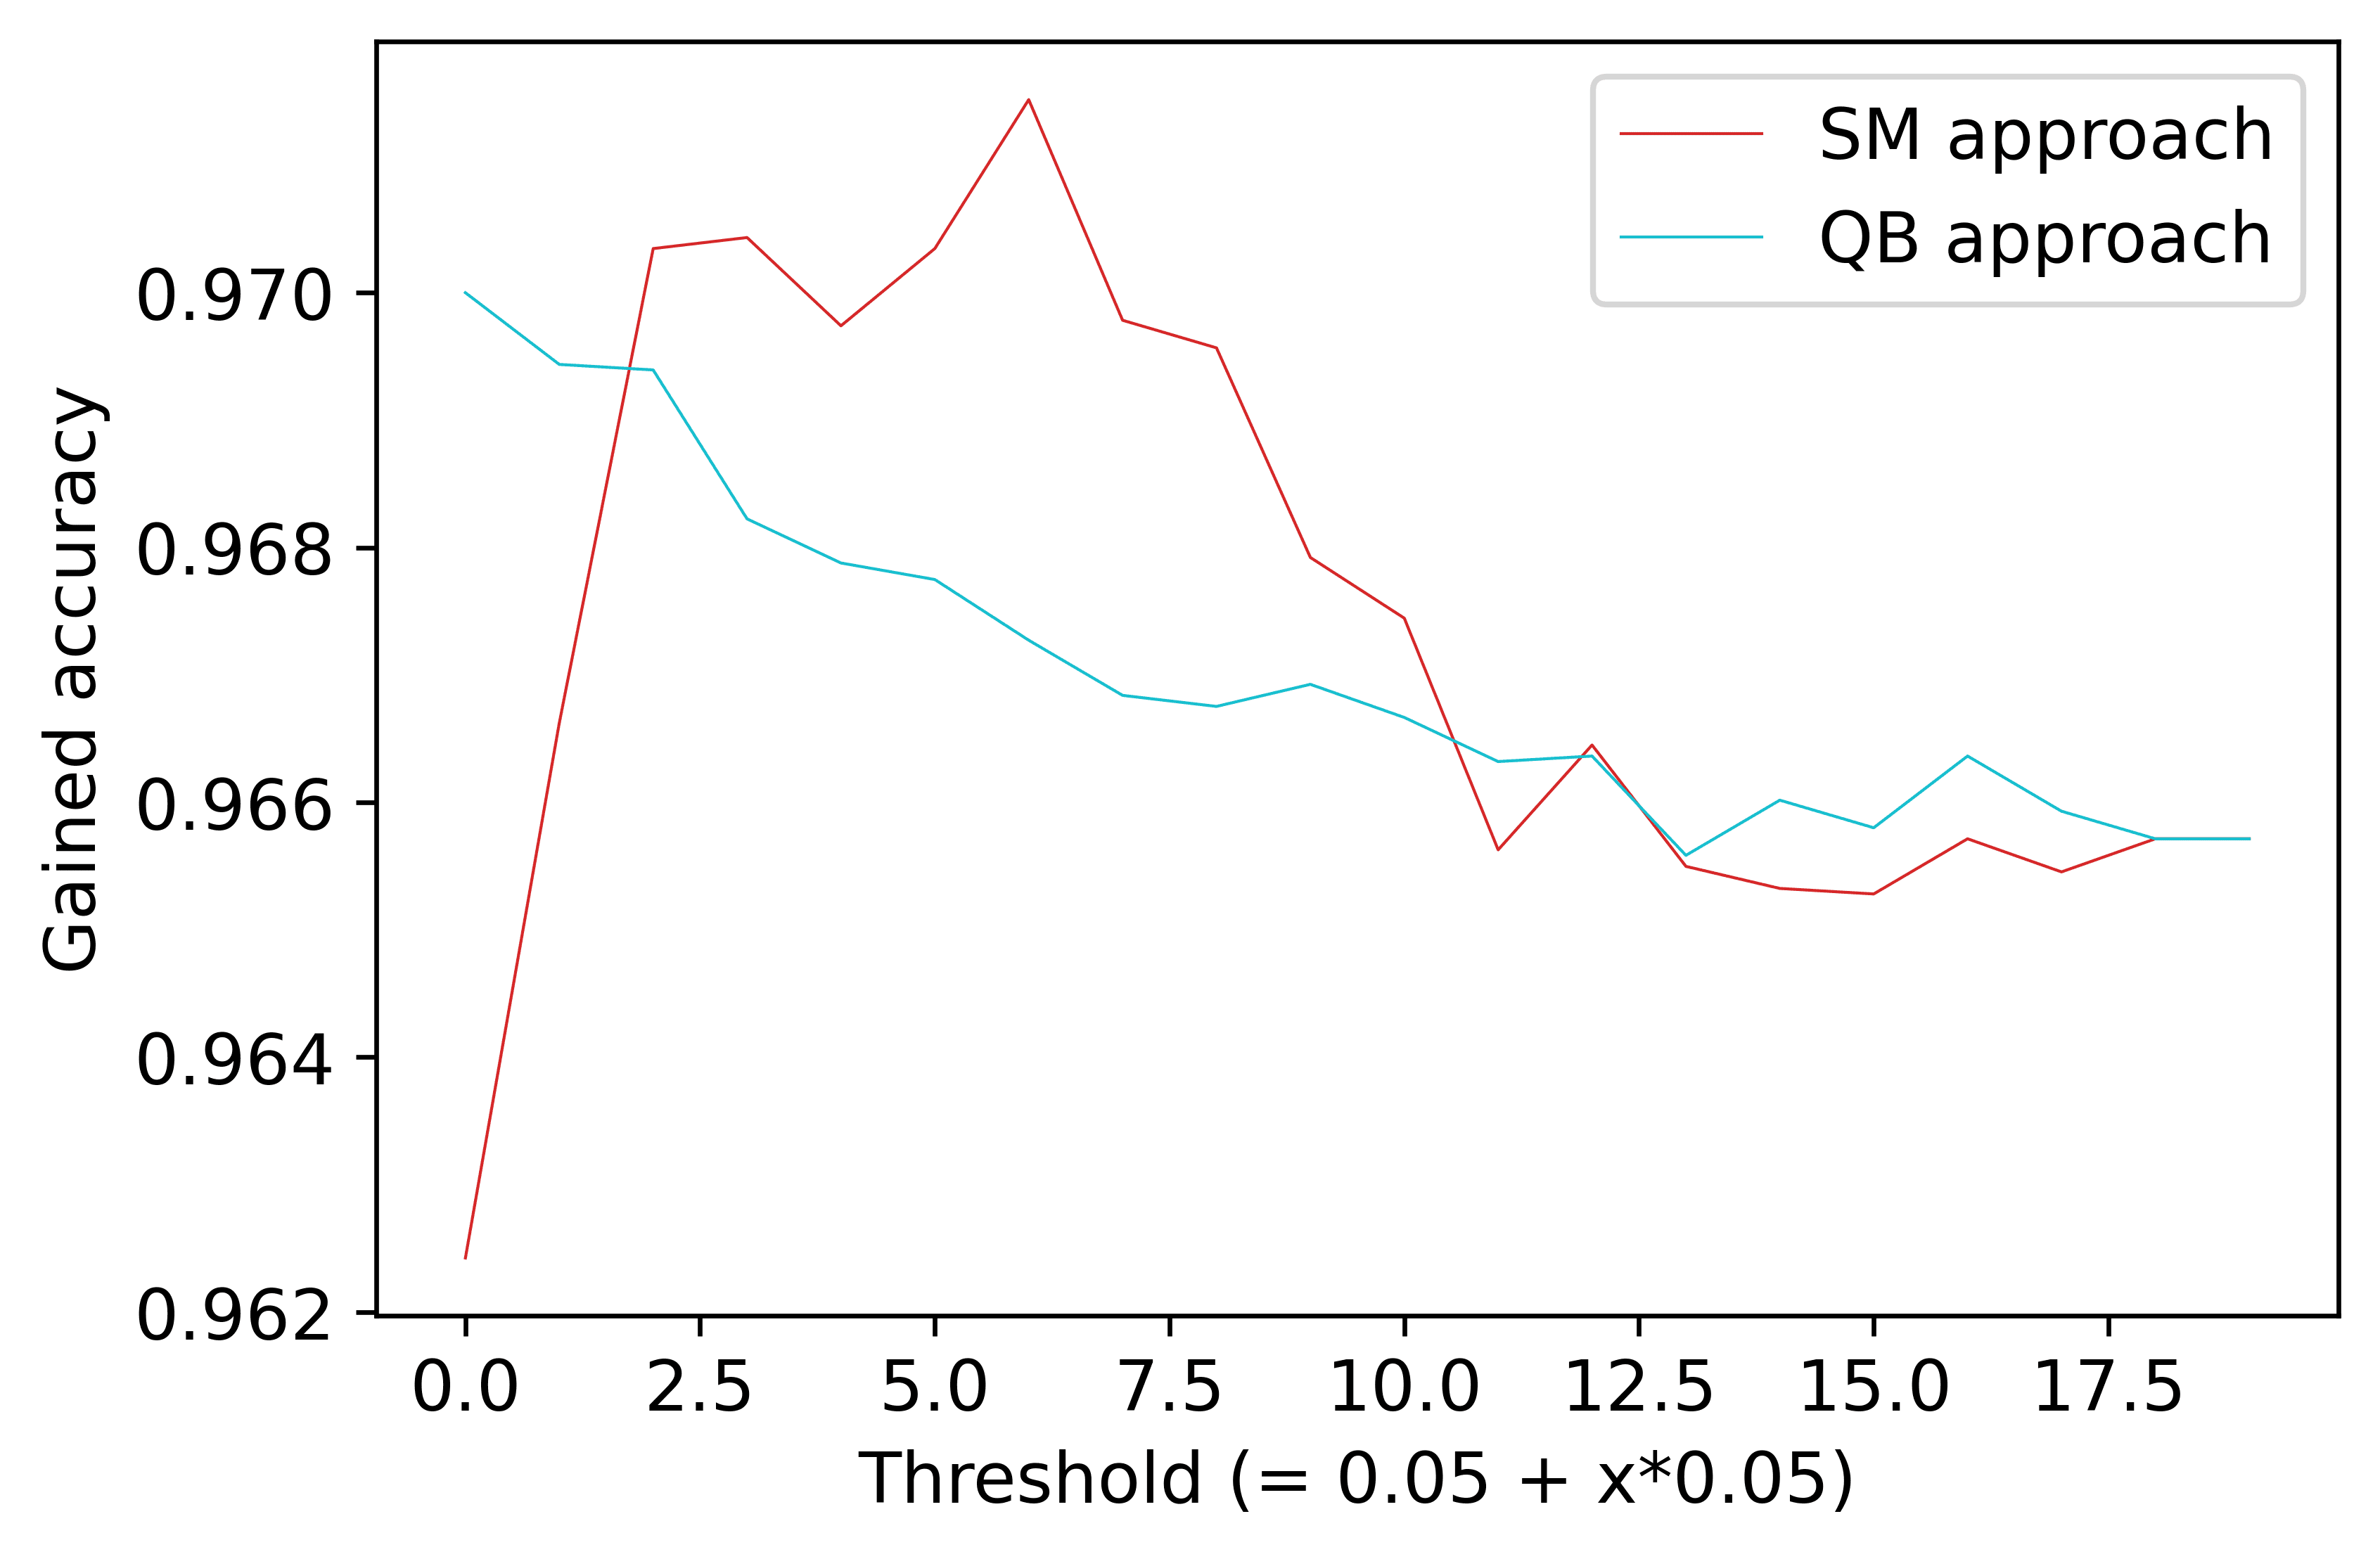 SM approach
QB approach
Gained accuracy
0.970
0.968
0.966
0.964
0.962
0.0 2.5 5.0 7.5 10.0 12.5 15.0 17.5
Threshold (= 0.05 + x*0.05)